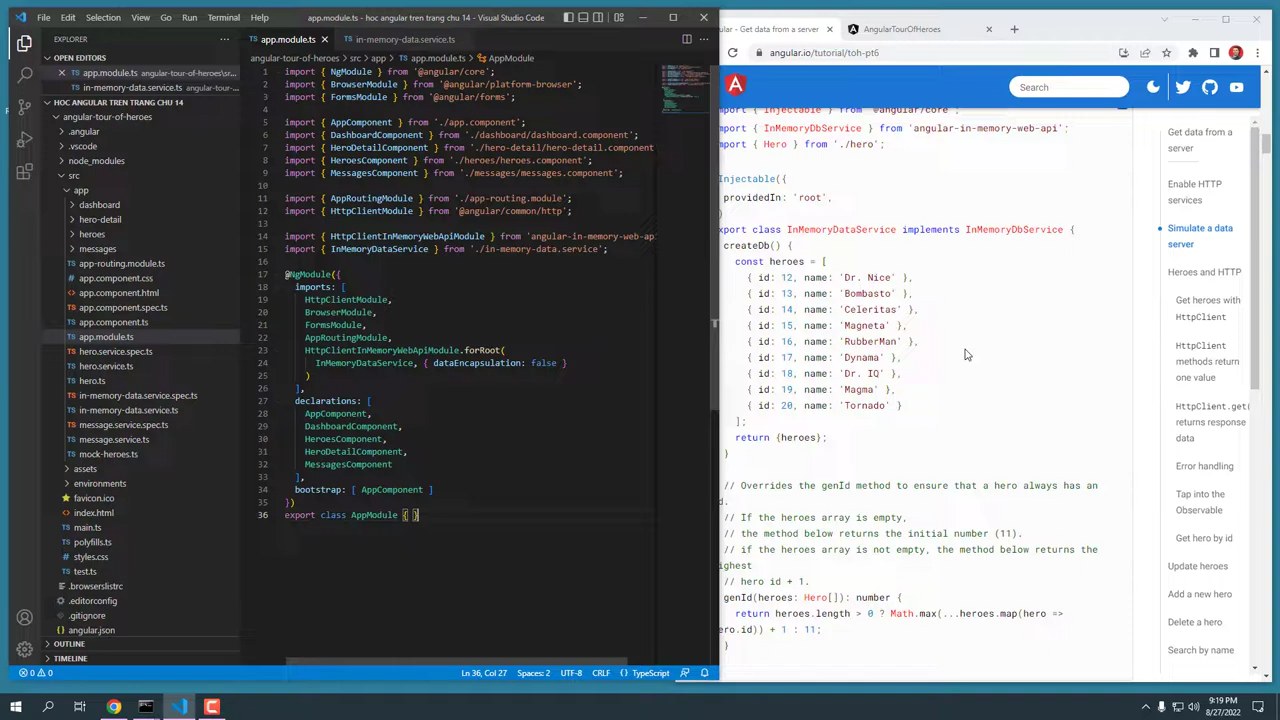 File Edit Selection View Go Run Terminal Help app.module.ts - hoc angular tren trang chu 14 - Visual Studio Code
EXPLORER
OPEN EDITORS
app.module.ts angular-tour-of-heroes\sr...
in-memory-data.service.ts angular-tour-...
HOC ANGULAR TREN TRANG CHU 14
angular-tour-of-heroes
.angular
.vscode
node_modules
src
app
dashboard
hero-detail
heroes
messages
app-routing.module.ts
app.component.css
app.component.html
app.component.spec.ts
app.component.ts
app.module.ts
hero.service.spec.ts
hero.service.ts
hero.ts
in-memory-data.service.spec.ts
in-memory-data.service.ts
message.service.spec.ts
message.service.ts
mock-heroes.ts
assets
environments
favicon.ico
index.html
main.ts
polyfills.ts
styles.css
test.ts
.browserslistrc
.editorconfig
.gitignore
angular.json
OUTLINE
TIMELINE
app.module.ts in-memory-data.service.ts
angular-tour-of-heroes > src > app > app.module.ts > AppModule
1 import { NgModule } from '@angular/core';
2 import { BrowserModule } from '@angular/platform-browser';
3 import { FormsModule } from '@angular/forms';
4
5 import { AppComponent } from './app.component';
6 import { DashboardComponent } from './dashboard/dashboard.component';
7 import { HeroDetailComponent } from './hero-detail/hero-detail.component
8 import { HeroesComponent } from './heroes/heroes.component';
9 import { MessagesComponent } from './messages/messages.component';
10
11 import { AppRoutingModule } from './app-routing.module';
12 import { HttpClientModule } from '@angular/common/http';
13
14 import { HttpClientInMemoryWebApiModule } from 'angular-in-memory-web-ap
15 import { InMemoryDataService } from './in-memory-data.service';
16
17 @NgModule({
18 imports: [
19 HttpClientModule,
20 BrowserModule,
21 FormsModule,
22 AppRoutingModule,
23 HttpClientInMemoryWebApiModule.forRoot(
24 InMemoryDataService, { dataEncapsulation: false }
25 )
26 ],
27 declarations: [
28 AppComponent,
29 DashboardComponent,
30 HeroesComponent,
31 HeroDetailComponent,
32 MessagesComponent
33 ],
34 bootstrap: [ AppComponent ]
35 })
36 export class AppModule { }
0 0 Ln 36, Col 27 Spaces: 2 UTF-8 CRLF { } TypeScript
- Get data from a server AngularTourOfHeroes
angular.io/tutorial/toh-pt6
Search
import { Injectable } from '@angular/core';
mport { InMemoryDbService } from 'angular-in-memory-web-api';
mport { Hero } from './hero';
Injectable({
providedIn: 'root',
)
xport class InMemoryDataService implements InMemoryDbService {
createDb() {
const heroes = [
{ id: 12, name: 'Dr. Nice' },
{ id: 13, name: 'Bombasto' },
{ id: 14, name: 'Celeritas' },
{ id: 15, name: 'Magneta' },
{ id: 16, name: 'RubberMan' },
{ id: 17, name: 'Dynama' },
{ id: 18, name: 'Dr. IQ' },
{ id: 19, name: 'Magma' },
{ id: 20, name: 'Tornado' }
];
return {heroes};
}
// Overrides the genId method to ensure that a hero always has an
d.
// If the heroes array is empty,
// the method below returns the initial number (11).
// if the heroes array is not empty, the method below returns the
ighest
// hero id + 1.
genId(heroes: Hero[]): number {
return heroes.length > 0 ? Math.max(...heroes.map(hero =>
ero.id)) + 1 : 11;
}
Get data from a
server
Enable HTTP
services
Simulate a data
server
Heroes and HTTP
Get heroes with
HttpClient
HttpClient
methods return
one value
HttpClient.get(
returns response
data
Error handling
Tap into the
Observable
Get hero by id
Update heroes
Add a new hero
Delete a hero
Search by name
9:19 PM
8/27/2022